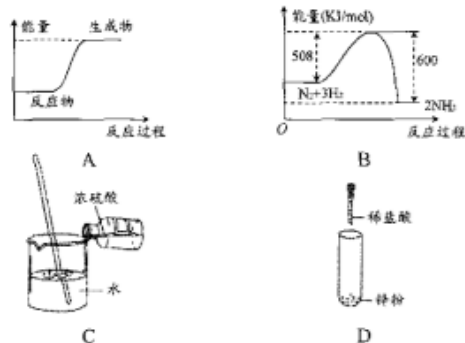 能量
生成物
反应物
反应过程
A
能量(KJ/mol)
508
600
N₂+3H₂
2NH₃
O
反应过程
B
浓硫酸
水
C
稀盐酸
锌粉
D